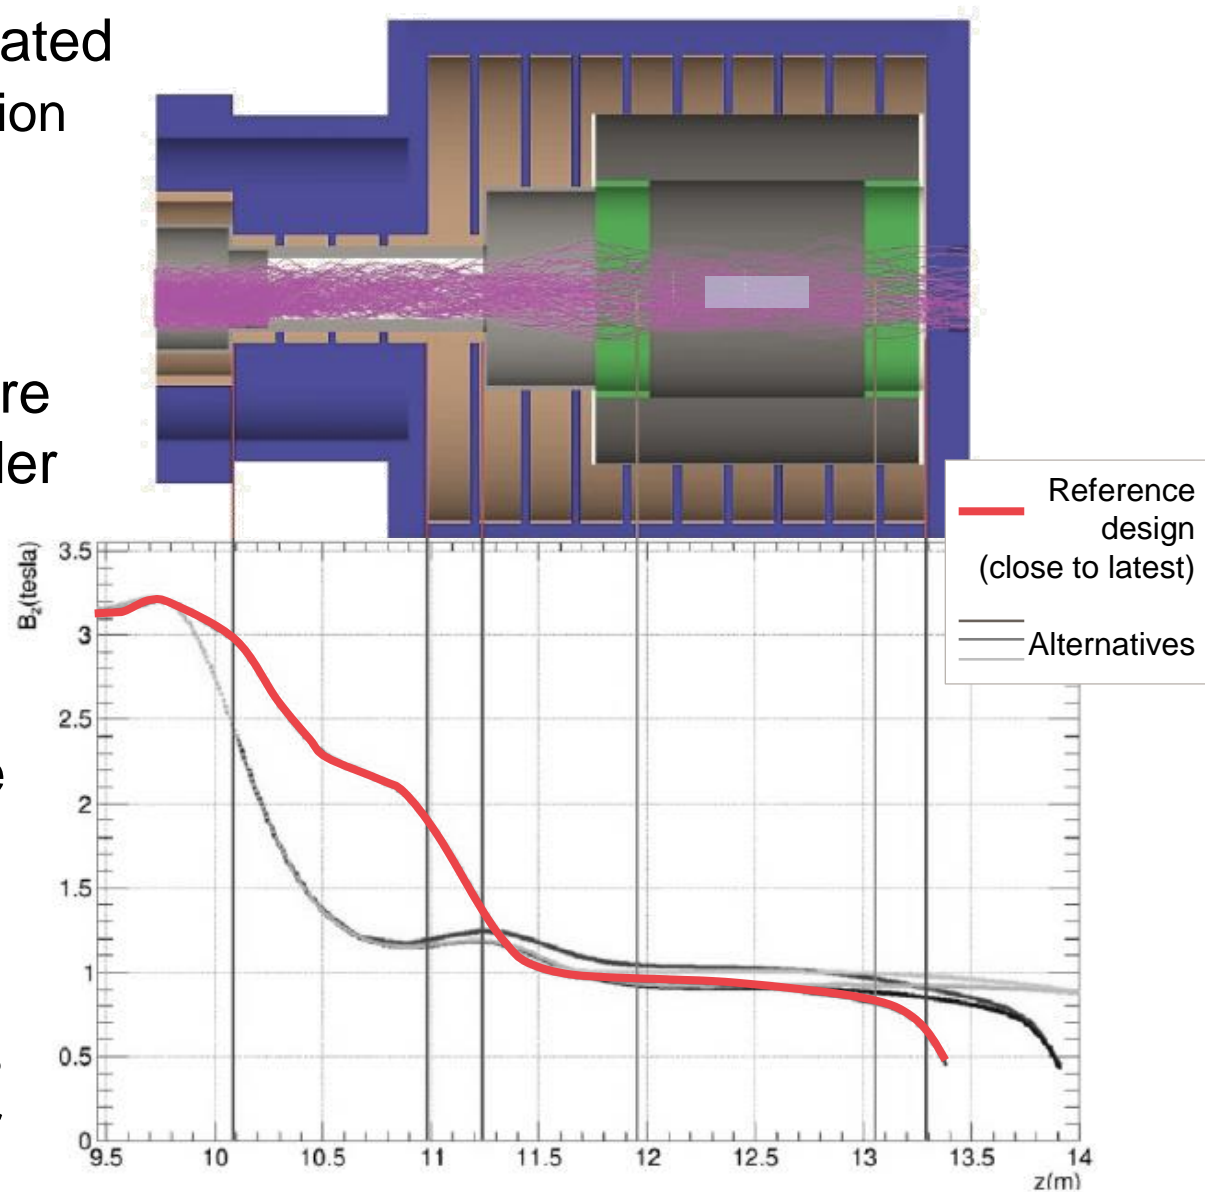 ated
ion
re
ler
Reference
design
(close to latest)
Alternatives
B_z(tesla)
3.5
3
2.5
2
1.5
1
0.5
0
9.5 10 10.5 11 11.5 12 12.5 13 13.5 14
z(m)
e